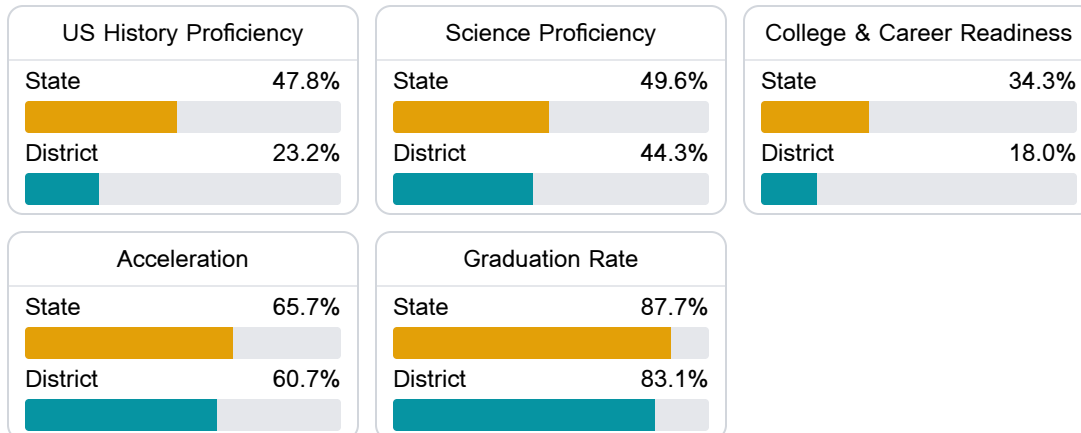 US History Proficiency
State 47.8%
District 23.2%
Science Proficiency
State 49.6%
District 44.3%
College & Career Readiness
State 34.3%
District 18.0%
Acceleration
State 65.7%
District 60.7%
Graduation Rate
State 87.7%
District 83.1%